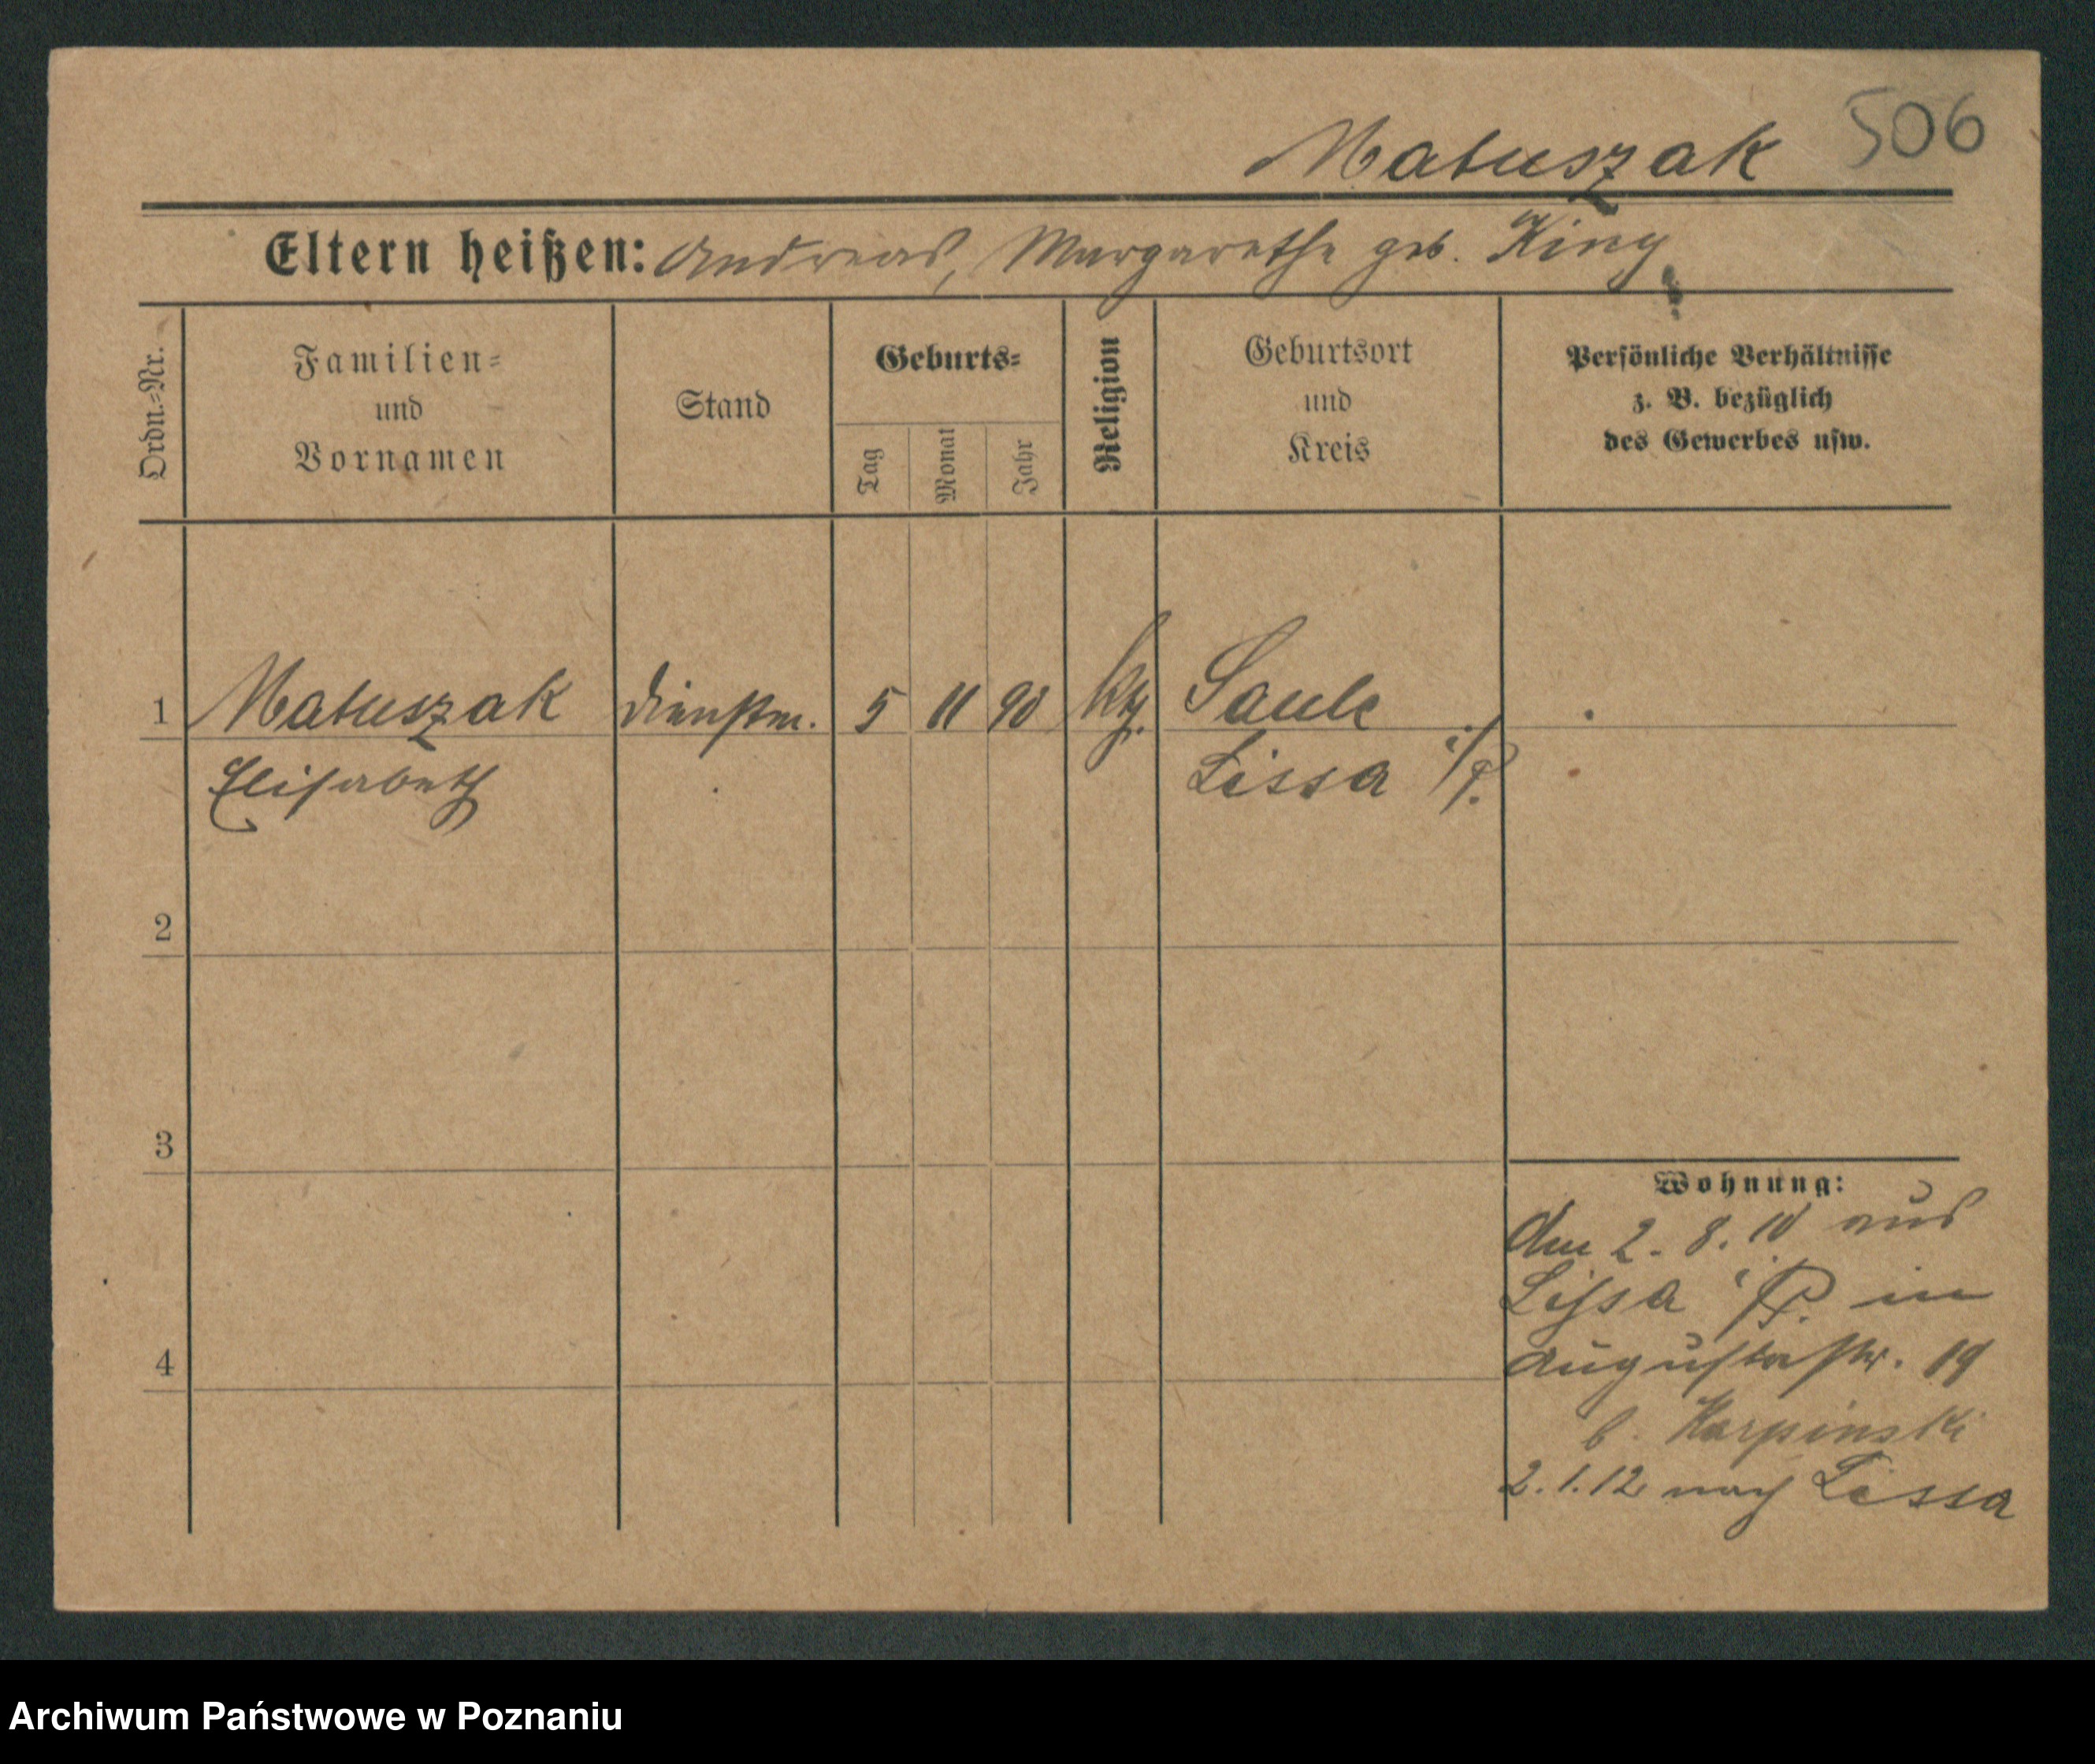 506
Matuszak
Eltern heißen: Andreas, Margarethe geb. King
Ordn.-Nr.
Familien-
und
Vornamen
Stand
Geburts-
Tag
Monat
Jahr
Religion
Geburtsort
und
Kreis
Persönliche Verhältnisse
z. B. bezüglich
des Gewerbes usw.
1 Matuszak Dienstm. 5 11 90 Saule
Elisabeth Lissa i/P.
2
3
4
Wohnung:
Am 2. 8. 10 aus
Lissa i/P. in
Augustastr. 19
b. Karpinski
2.1.12 nach Lissa
Archiwum Państwowe w Poznaniu